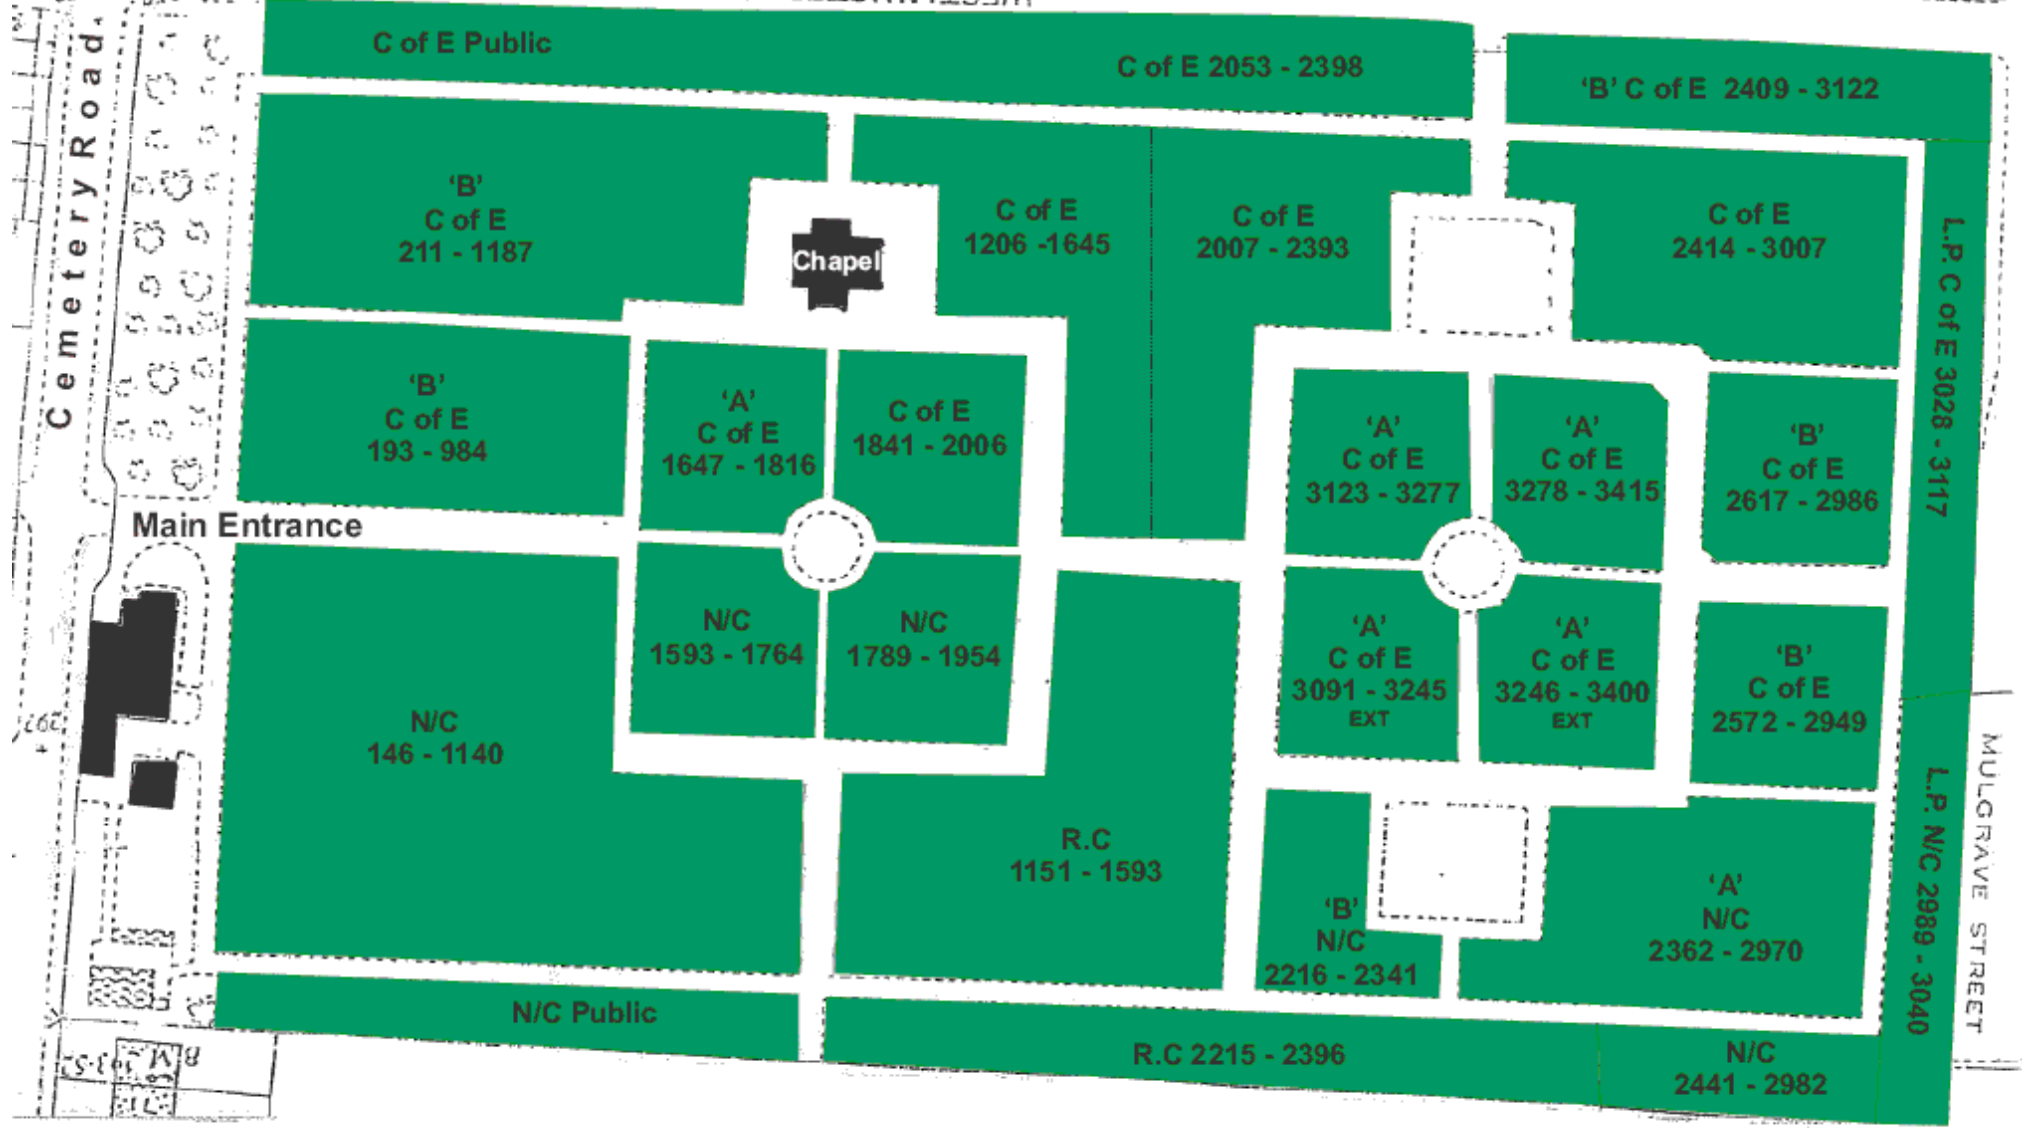 C of E Public
C of E 2053 - 2398
'B' C of E 2409 - 3122
Cemetery Road
'B'
C of E
211 - 1187
Chapel
C of E
1206 -1645
C of E
2007 - 2393
C of E
2414 - 3007
L.P. C of E 3028 - 3117
'B'
C of E
193 - 984
'A'
C of E
1647 - 1816
C of E
1841 - 2006
'A'
C of E
3123 - 3277
'A'
C of E
3278 - 3415
'B'
C of E
2617 - 2986
Main Entrance
N/C
146 - 1140
N/C
1593 - 1764
N/C
1789 - 1954
'A'
C of E
3091 - 3245
EXT
'A'
C of E
3246 - 3400
EXT
'B'
C of E
2572 - 2949
R.C
1151 - 1593
'B'
N/C
2216 - 2341
'A'
N/C
2362 - 2970
L.P. N/C 2989 - 3040
MULGRAVE STREET
N/C Public
R.C 2215 - 2396
N/C
2441 - 2982